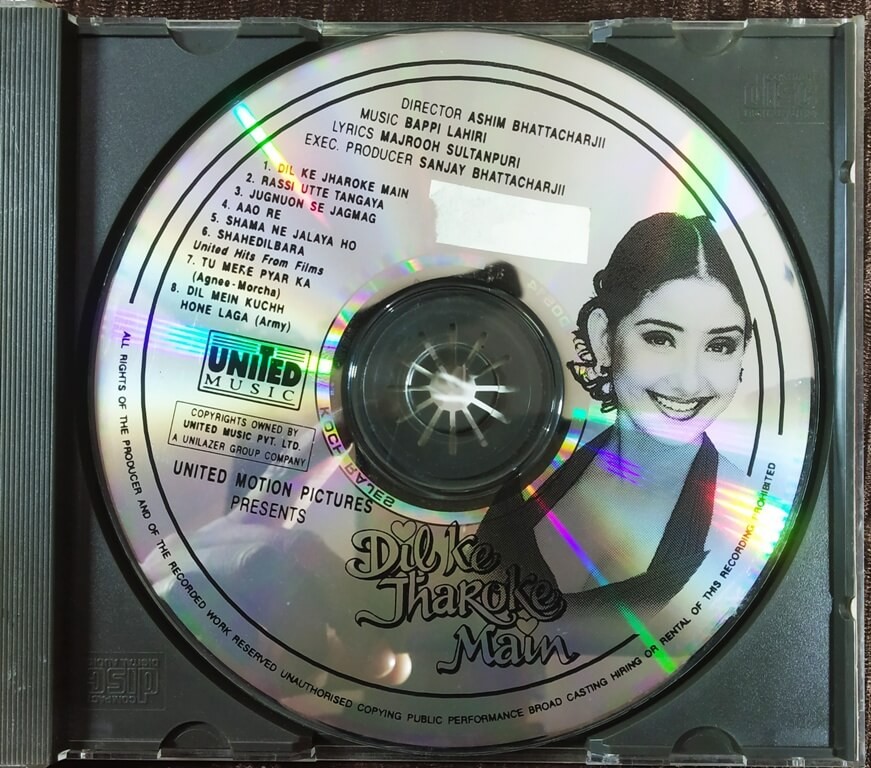 DIRECTOR ASHIM BHATTACHARJII
MUSIC BAPPI LAHIRI
LYRICS MAJROOH SULTANPURI
EXEC. PRODUCER SANJAY BHATTACHARJII
1. DIL KE JHAROKE MAIN
2. RASSI UTTE TANGAYA
3. JUGNUON SE JAGMAG
4. AAO RE
5. SHAMA NE JALAYA HO
6. SHAHEDILBARA
United Hits From Films
7. TU MERE PYAR KA
(Agnee-Morcha)
8. DIL MEIN KUCHH
HONE LAGA (Army)
UNITED
MUSIC
COPYRIGHTS OWNED BY
UNITED MUSIC PVT. LTD.
A UNILAZER GROUP COMPANY
UNITED MOTION PICTURES
PRESENTS
Dil ke
Jharoke
Main
ALL RIGHTS OF THE PRODUCER AND OF THE RECORDED WORK RESERVED UNAUTHORISED COPYING PUBLIC PERFORMANCE BROAD CASTING HIRING OR RENTAL OF THIS RECORDING PROHIBITED
COMPACT
disc
DIGITAL AUDIO